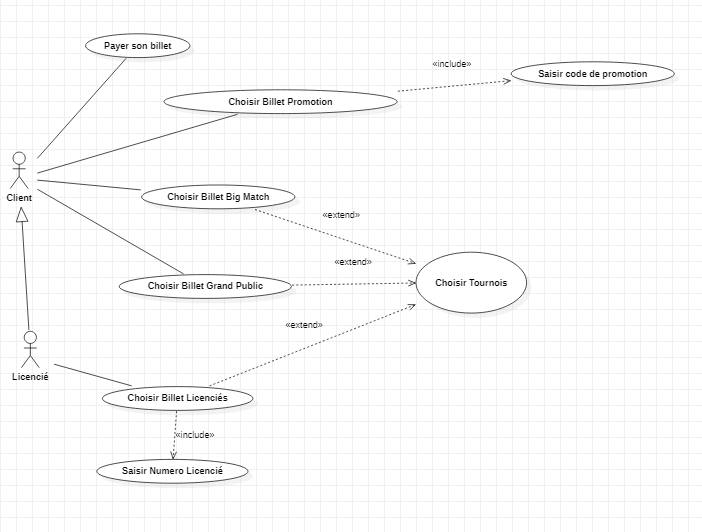 Payer son billet
«include»
Saisir code de promotion
Choisir Billet Promotion
Client
Choisir Billet Big Match
«extend»
«extend»
Choisir Billet Grand Public
Choisir Tournois
«extend»
Licencié
Choisir Billet Licenciés
«include»
Saisir Numero Licencié